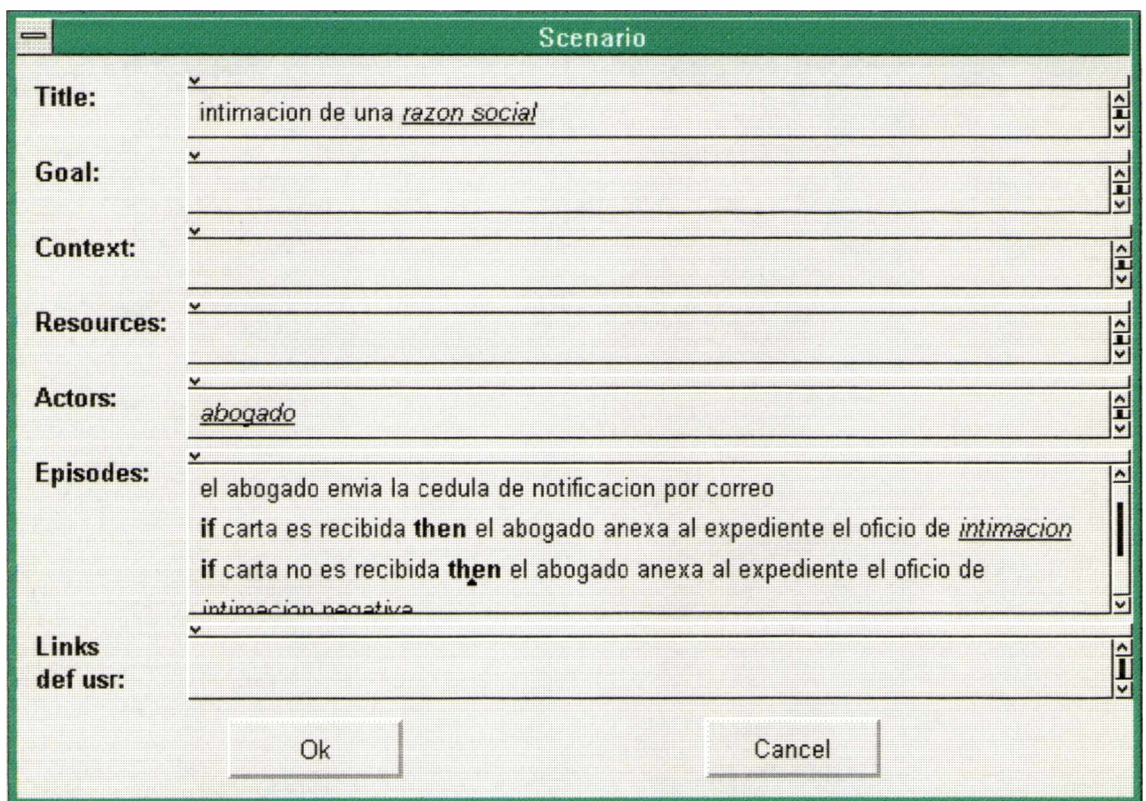 Scenario
Title:
intimacion de una razon social
Goal:
Context:
Resources:
Actors:
abogado
Episodes:
el abogado envia la cedula de notificacion por correo
if carta es recibida then el abogado anexa al expediente el oficio de intimacion
if carta no es recibida then el abogado anexa al expediente el oficio de
intimacion negativa
Links
def usr:
Ok
Cancel